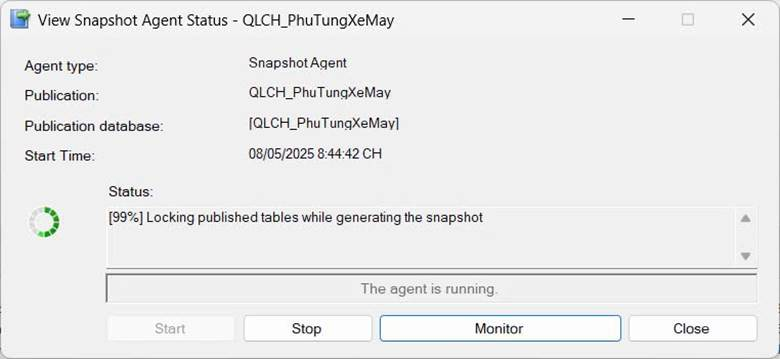 View Snapshot Agent Status - QLCH_PhuTungXeMay
Agent type: Snapshot Agent
Publication: QLCH_PhuTungXeMay
Publication database: [QLCH_PhuTungXeMay]
Start Time: 08/05/2025 8:44:42 CH
Status:
[99%] Locking published tables while generating the snapshot
The agent is running.
Start Stop Monitor Close